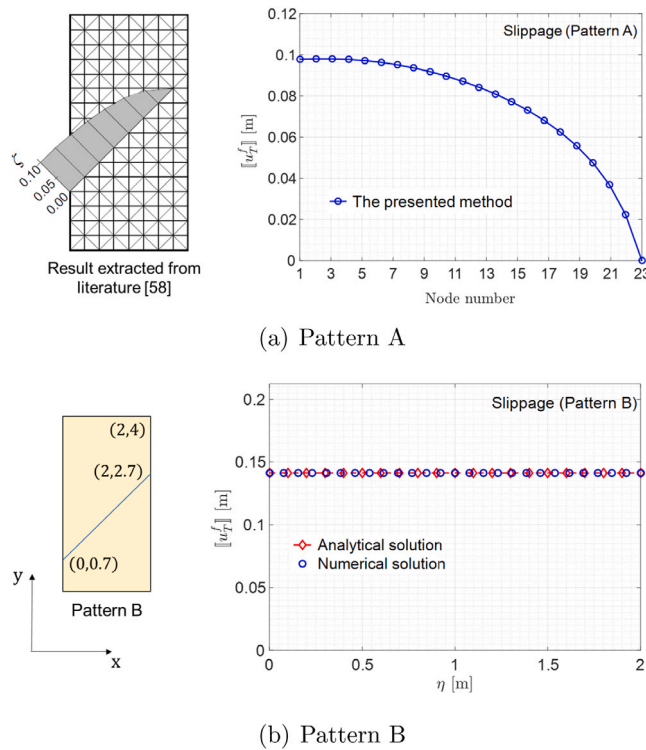 ζ
0.10
0.05
0.00
Result extracted from
literature [58]
Slippage (Pattern A)
0.12
0.1
0.08
0.06
0.04
0.02
0
⟦u_T^f⟧ [m]
The presented method
1 3 5 7 9 11 13 15 17 19 21 23
Node number
(a) Pattern A
(2,4)
(2,2.7)
(0,0.7)
y
Pattern B
x
Slippage (Pattern B)
0.2
0.15
0.1
0.05
0
⟦u_T^f⟧ [m]
Analytical solution
Numerical solution
0 0.5 1 1.5 2
η [m]
(b) Pattern B